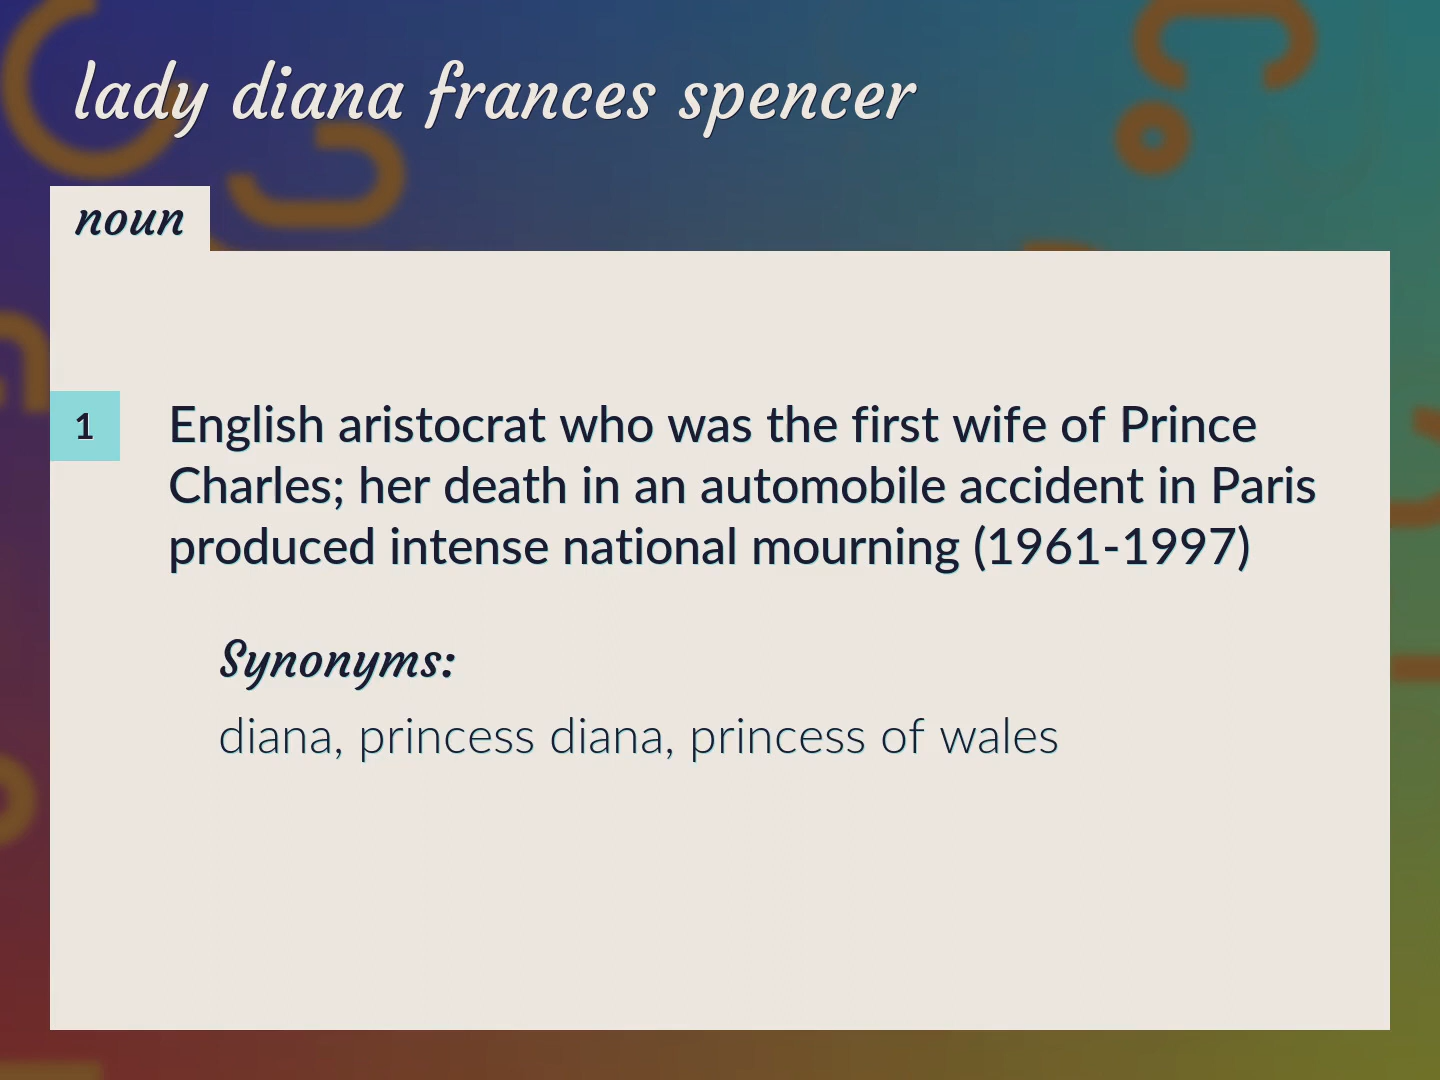 lady diana frances spencer
noun
1
English aristocrat who was the first wife of Prince
Charles; her death in an automobile accident in Paris
produced intense national mourning (1961-1997)
Synonyms:
diana, princess diana, princess of wales